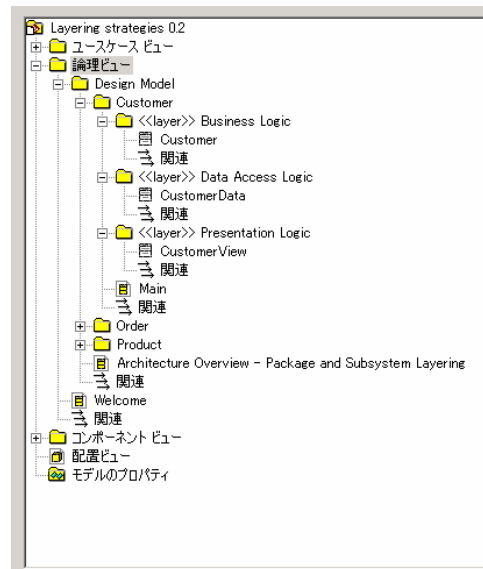 Layering strategies 0.2
ユースケース ビュー
論理ビュー
Design Model
Customer
<<layer>> Business Logic
Customer
関連
<<layer>> Data Access Logic
CustomerData
関連
<<layer>> Presentation Logic
CustomerView
関連
Main
関連
Order
Product
Architecture Overview - Package and Subsystem Layering
関連
Welcome
関連
コンポーネント ビュー
配置ビュー
モデルのプロパティ